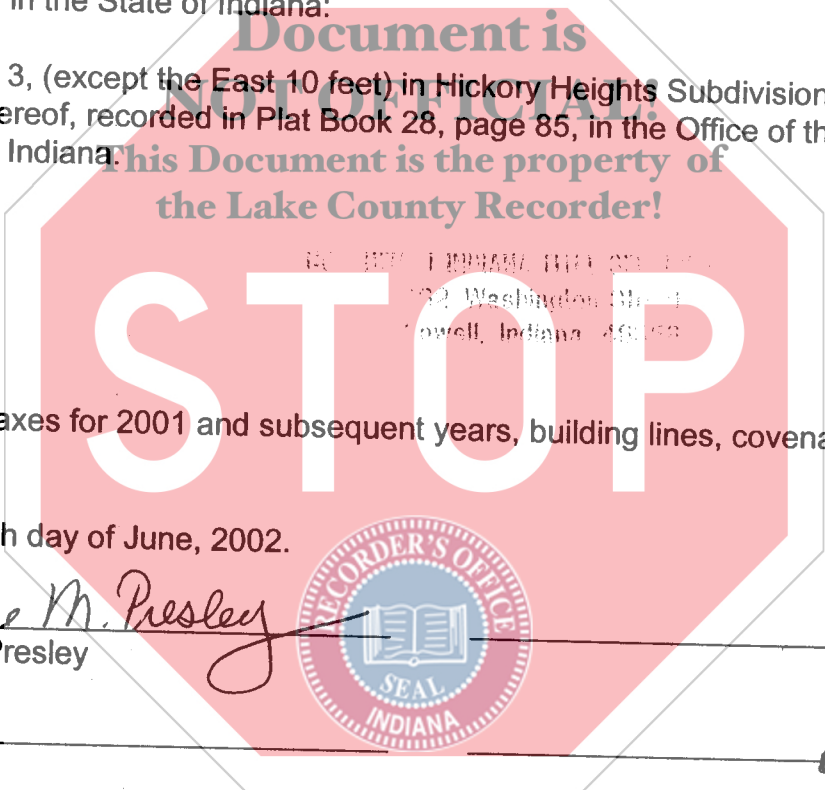 in the State of Indiana:
Document is
3, (except the East 10 feet) in Hickory Heights Subdivision
NOT OFFICIAL!
ereof, recorded in Plat Book 28, page 85, in the Office of th
Indiana.
This Document is the property of
the Lake County Recorder!
INDIANA
Washington
Lowell, Indiana
STOP
axes for 2001 and subsequent years, building lines, covena
h day of June, 2002.
RECORDER'S OFFICE
e M. Presley
Presley
SEAL
INDIANA